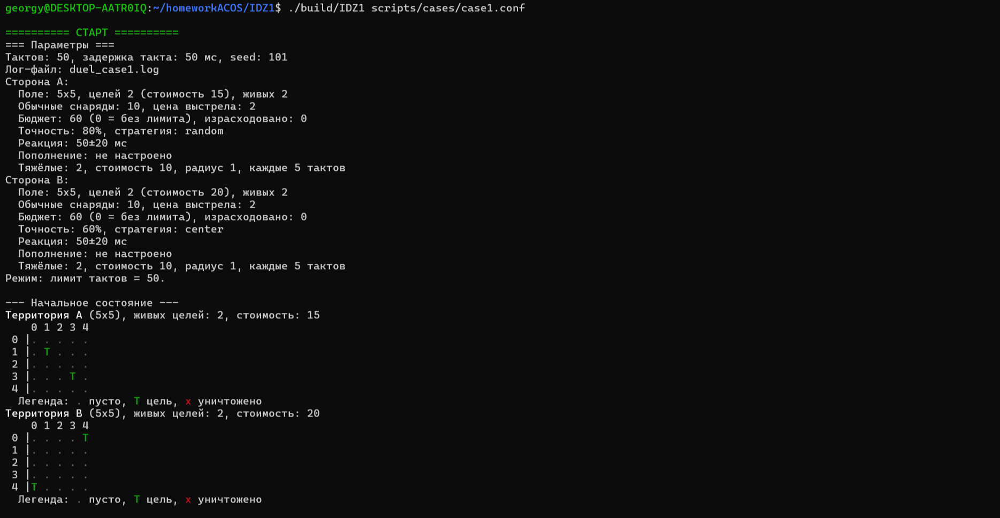 georgy@DESKTOP-AATR0IQ:~/homeworkACOS/IDZ1$ ./build/IDZ1 scripts/cases/case1.conf

========== СТАРТ ==========
=== Параметры ===
Тактов: 50, задержка такта: 50 мс, seed: 101
Лог-файл: duel_case1.log
Сторона A:
  Поле: 5x5, целей 2 (стоимость 15), живых 2
  Обычные снаряды: 10, цена выстрела: 2
  Бюджет: 60 (0 = без лимита), израсходовано: 0
  Точность: 80%, стратегия: random
  Реакция: 50±20 мс
  Пополнение: не настроено
  Тяжёлые: 2, стоимость 10, радиус 1, каждые 5 тактов
Сторона B:
  Поле: 5x5, целей 2 (стоимость 20), живых 2
  Обычные снаряды: 10, цена выстрела: 2
  Бюджет: 60 (0 = без лимита), израсходовано: 0
  Точность: 60%, стратегия: center
  Реакция: 50±20 мс
  Пополнение: не настроено
  Тяжёлые: 2, стоимость 10, радиус 1, каждые 5 тактов
Режим: лимит тактов = 50.

--- Начальное состояние ---
Территория A (5x5), живых целей: 2, стоимость: 15
    0 1 2 3 4
 0 |. . . . .
 1 |. T . . .
 2 |. . . . .
 3 |. . . T .
 4 |. . . . .
  Легенда: . пусто, T цель, x уничтожено
Территория B (5x5), живых целей: 2, стоимость: 20
    0 1 2 3 4
 0 |. . . . T
 1 |. . . . .
 2 |. . . . .
 3 |. . . . .
 4 |T . . . .
  Легенда: . пусто, T цель, x уничтожено